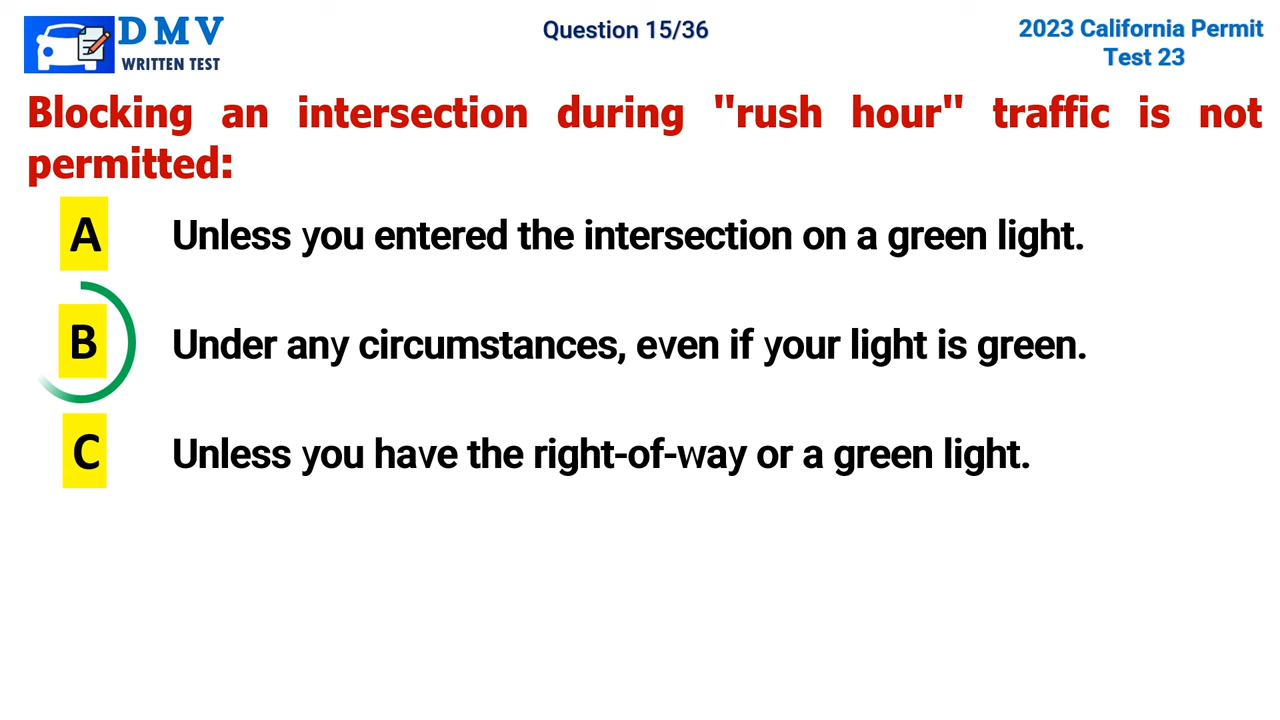 DMV
WRITTEN TEST
Question 15/36
2023 California Permit
Test 23
Blocking an intersection during "rush hour" traffic is not
permitted:
A Unless you entered the intersection on a green light.
B Under any circumstances, even if your light is green.
C Unless you have the right-of-way or a green light.